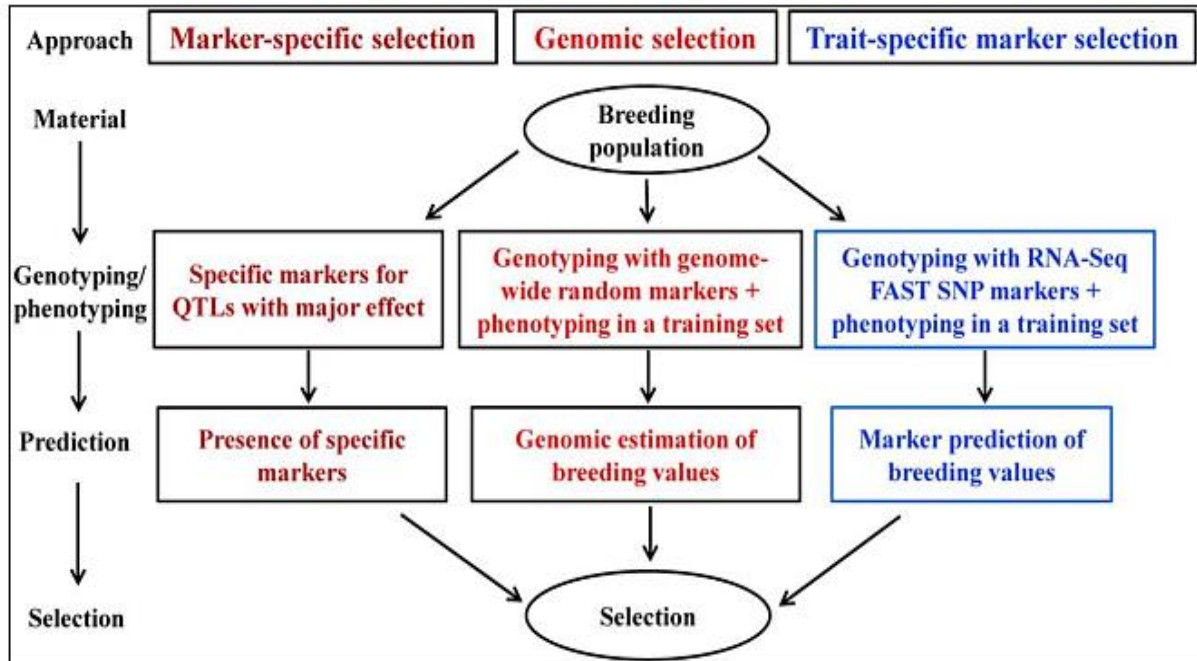 Approach
Marker-specific selection
Genomic selection
Trait-specific marker selection
Material
Breeding
population
Genotyping/
phenotyping
Specific markers for
QTLs with major effect
Genotyping with genome-
wide random markers +
phenotyping in a training set
Genotyping with RNA-Seq
FAST SNP markers +
phenotyping in a training set
Prediction
Presence of specific
markers
Genomic estimation of
breeding values
Marker prediction of
breeding values
Selection
Selection